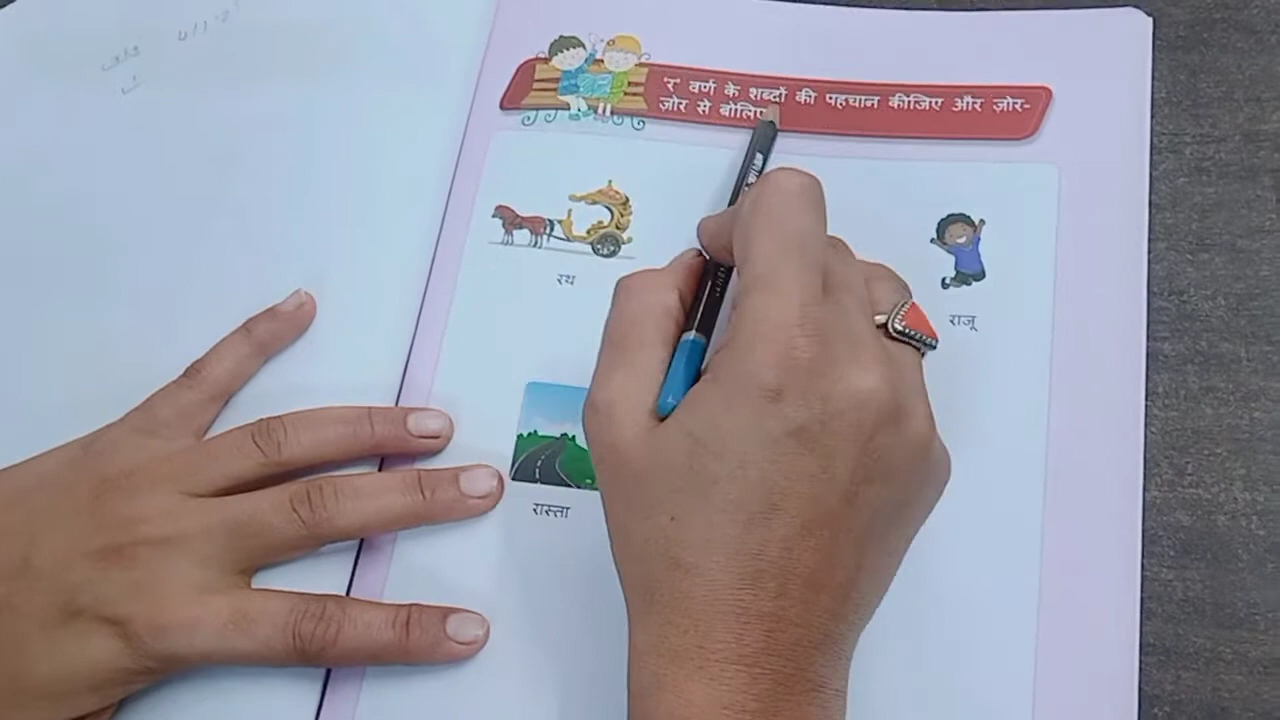 'र' वर्ण के शब्दों की पहचान कीजिए और ज़ोर-
ज़ोर से बोलिए
रथ
राजू
रास्ता